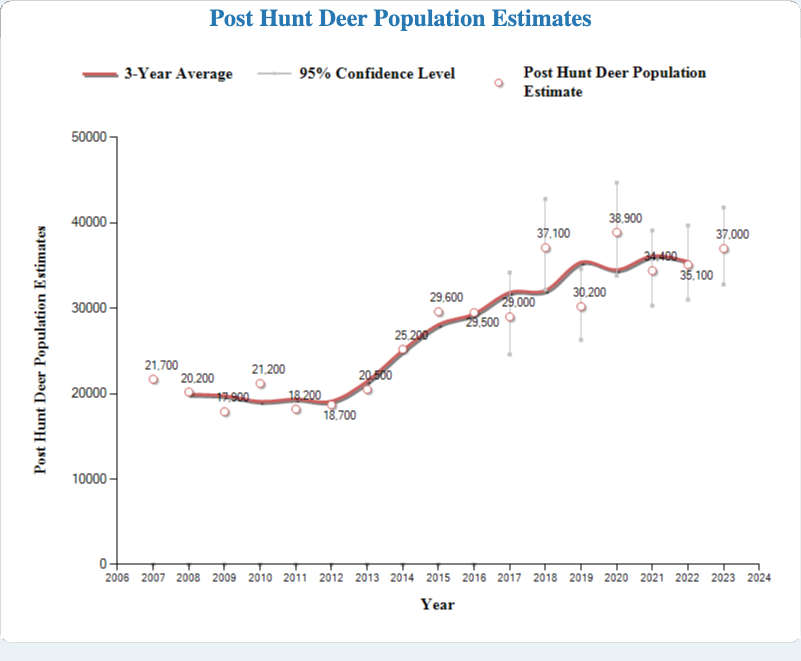 Post Hunt Deer Population Estimates
3-Year Average
95% Confidence Level
Post Hunt Deer Population
Estimate
Post Hunt Deer Population Estimates
50000
40000
30000
20000
10000
0
21,700
20,200
17,900
21,200
18,200
18,700
20,500
25,200
29,600
29,500
29,000
37,100
30,200
38,900
34,400
35,100
37,000
2006 2007 2008 2009 2010 2011 2012 2013 2014 2015 2016 2017 2018 2019 2020 2021 2022 2023 2024
Year